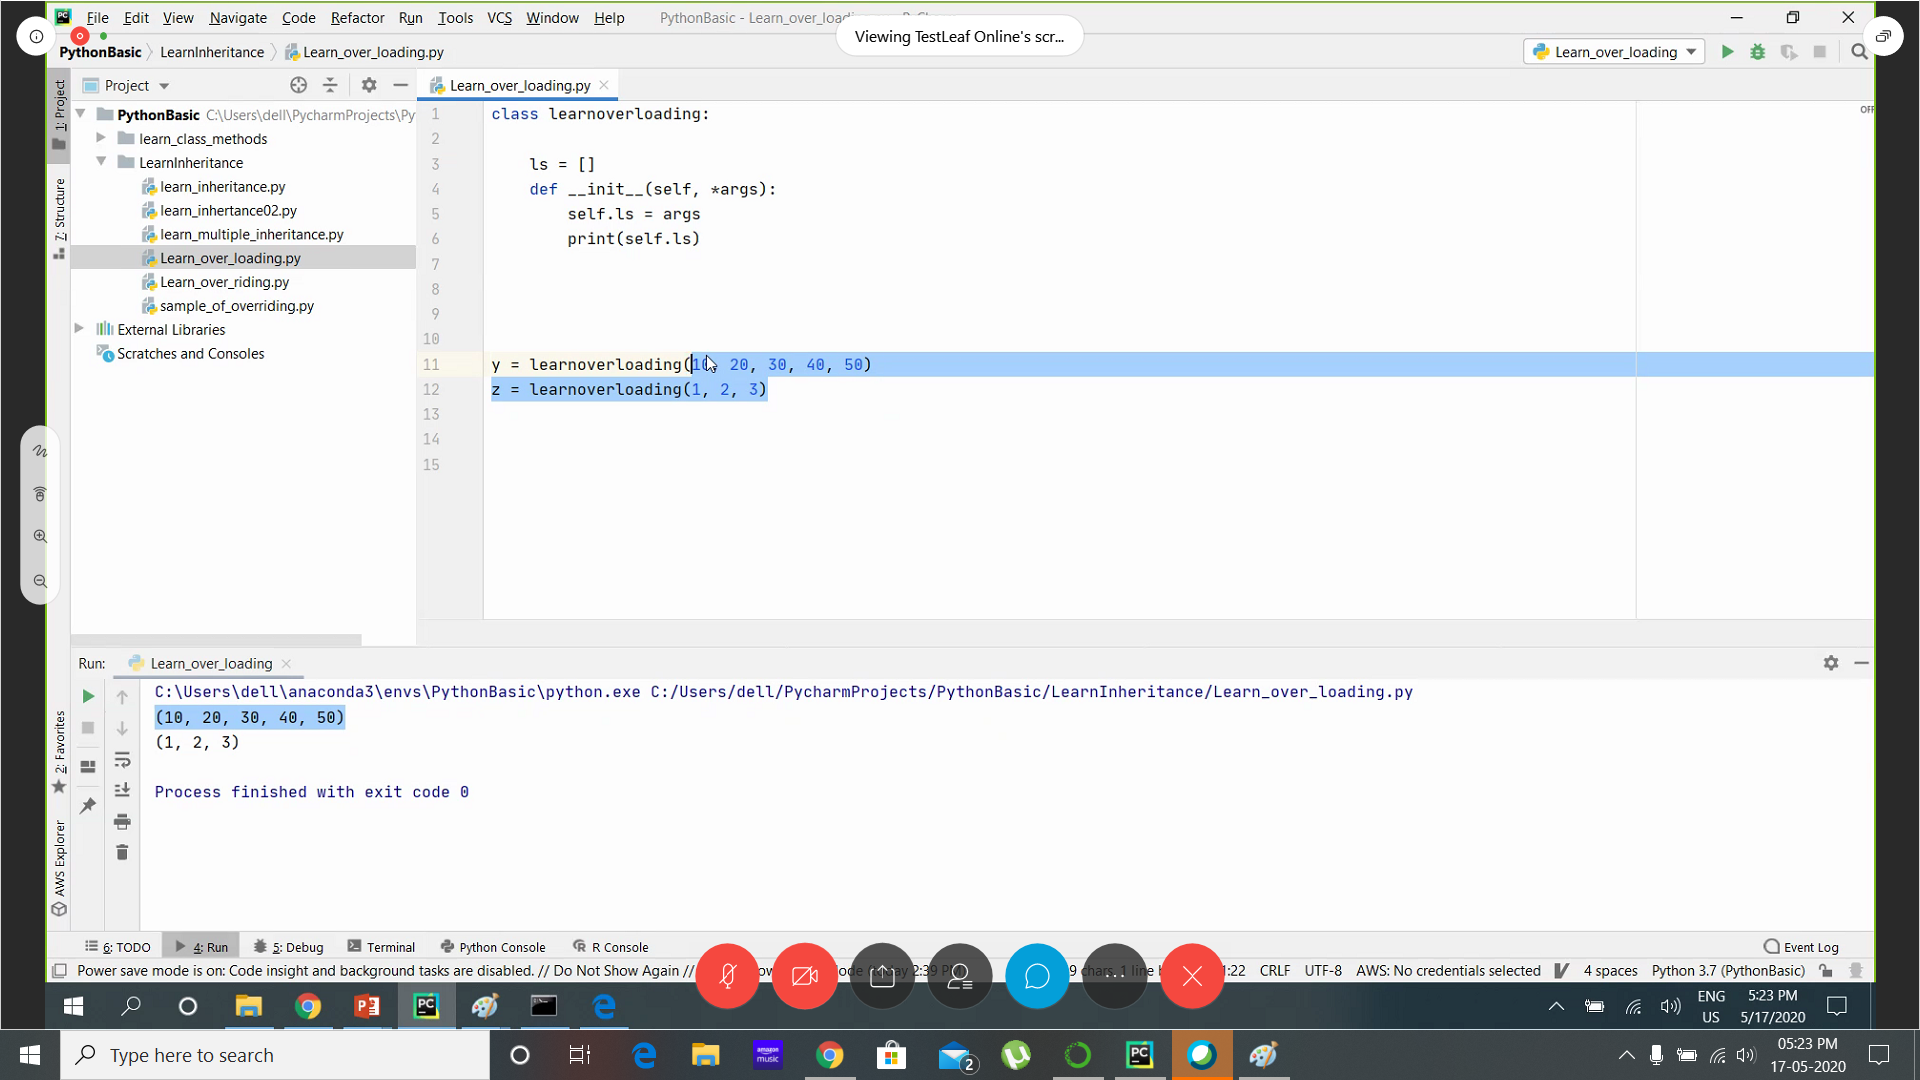 File Edit View Navigate Code Refactor Run Tools VCS Window Help PythonBasic - Learn_over_loa
Viewing TestLeaf Online's scr...
PythonBasic LearnInheritance Learn_over_loading.py
Learn_over_loading
Project
Learn_over_loading.py
1: Project
7: Structure
2: Favorites
AWS Explorer
PythonBasic C:\Users\dell\PycharmProjects\Py
learn_class_methods
LearnInheritance
learn_inheritance.py
learn_inhertance02.py
learn_multiple_inheritance.py
Learn_over_loading.py
Learn_over_riding.py
sample_of_overriding.py
External Libraries
Scratches and Consoles
OFF
1 class learnoverloading:
2
3 ls = []
4 def __init__(self, *args):
5 self.ls = args
6 print(self.ls)
7
8
9
10
11 y = learnoverloading(10, 20, 30, 40, 50)
12 z = learnoverloading(1, 2, 3)
13
14
15
Run: Learn_over_loading
C:\Users\dell\anaconda3\envs\PythonBasic\python.exe C:/Users/dell/PycharmProjects/PythonBasic/LearnInheritance/Learn_over_loading.py
(10, 20, 30, 40, 50)
(1, 2, 3)
Process finished with exit code 0
6: TODO 4: Run 5: Debug Terminal Python Console R Console Event Log
Power save mode is on: Code insight and background tasks are disabled. // Do Not Show Again // 9 chars, 1 line 1:22 CRLF UTF-8 AWS: No credentials selected 4 spaces Python 3.7 (PythonBasic)
ENG
US
5:23 PM
5/17/2020
Type here to search
amazon
music
2
05:23 PM
17-05-2020